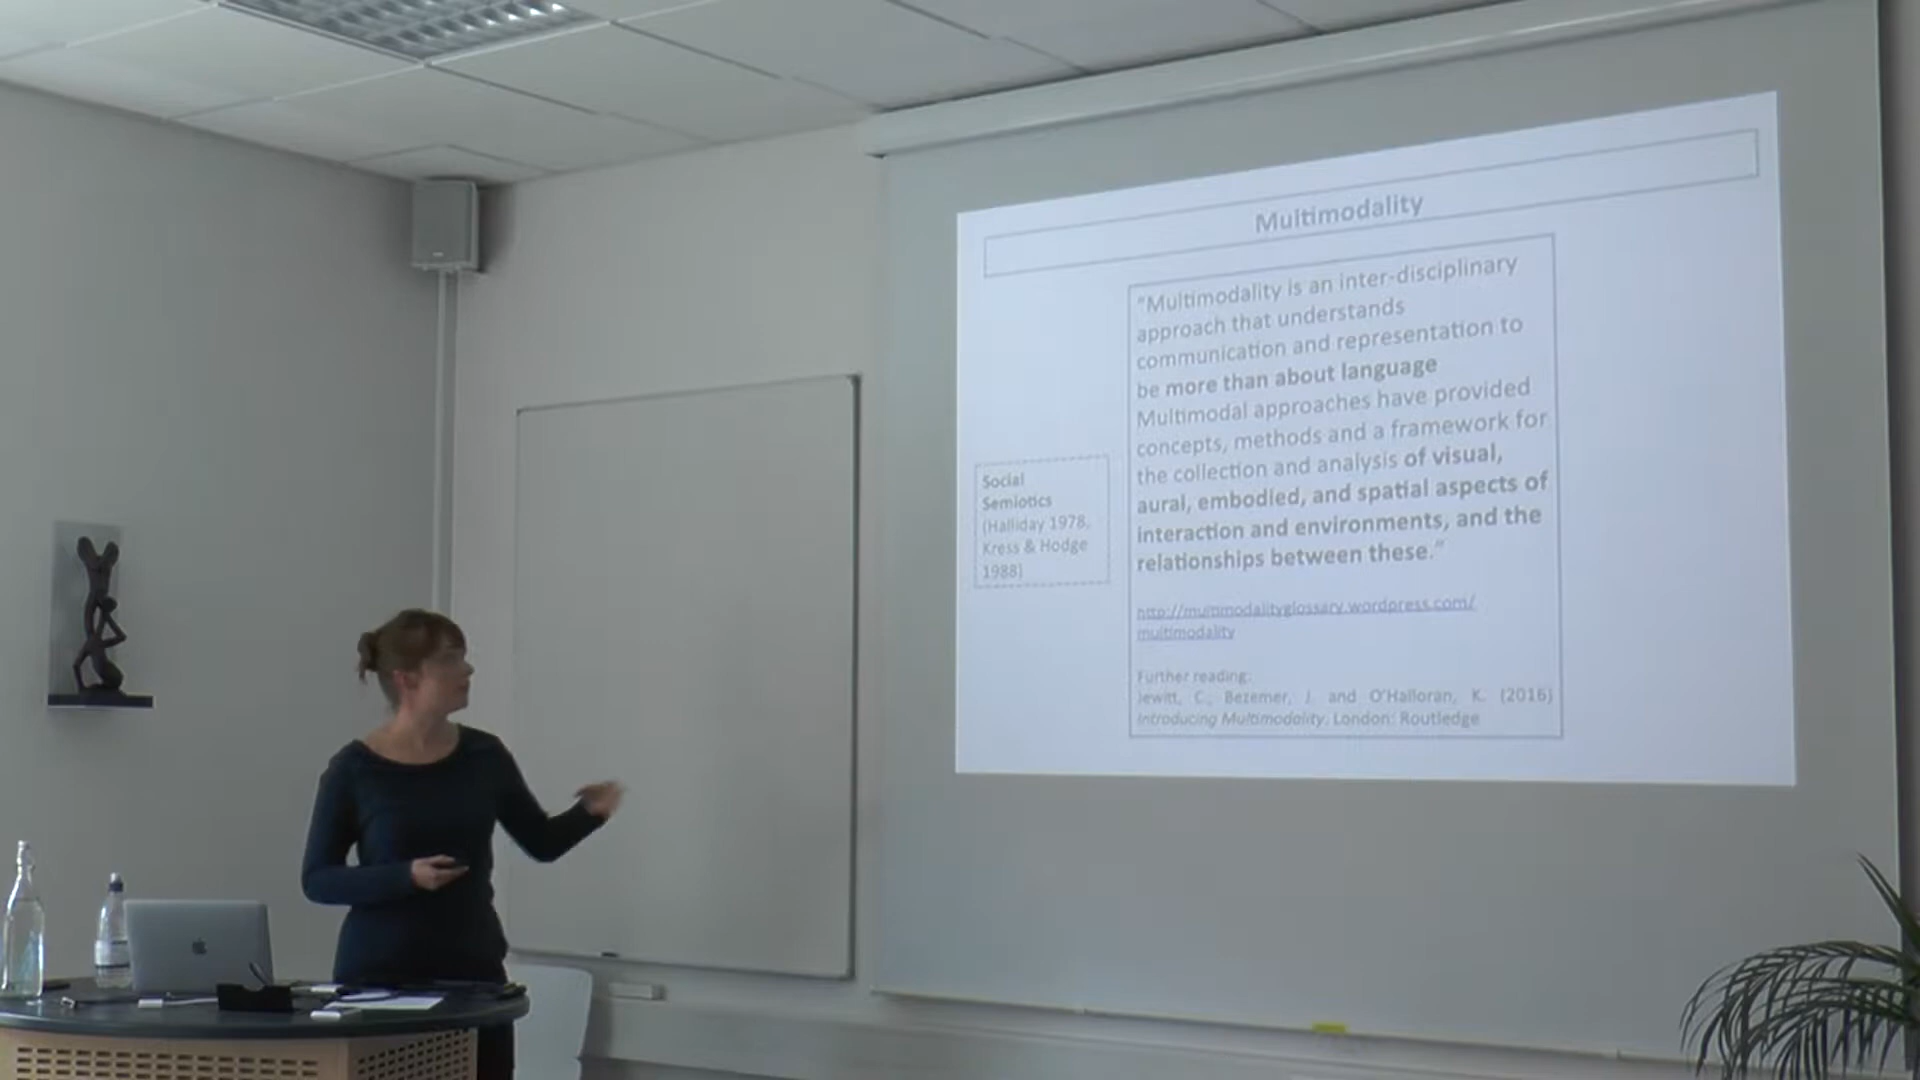 Multimodality
"Multimodality is an inter-disciplinary
approach that understands
communication and representation to
be more than about language
Multimodal approaches have provided
concepts, methods and a framework for
the collection and analysis of visual,
aural, embodied, and spatial aspects of
interaction and environments, and the
relationships between these."
http://multimodalityglossary.wordpress.com/
multimodality
Further reading:
Jewitt, C., Bezemer, J. and O'Halloran, K. (2016)
Introducing Multimodality. London: Routledge
Social
Semiotics
(Halliday 1978,
Kress & Hodge
1988)